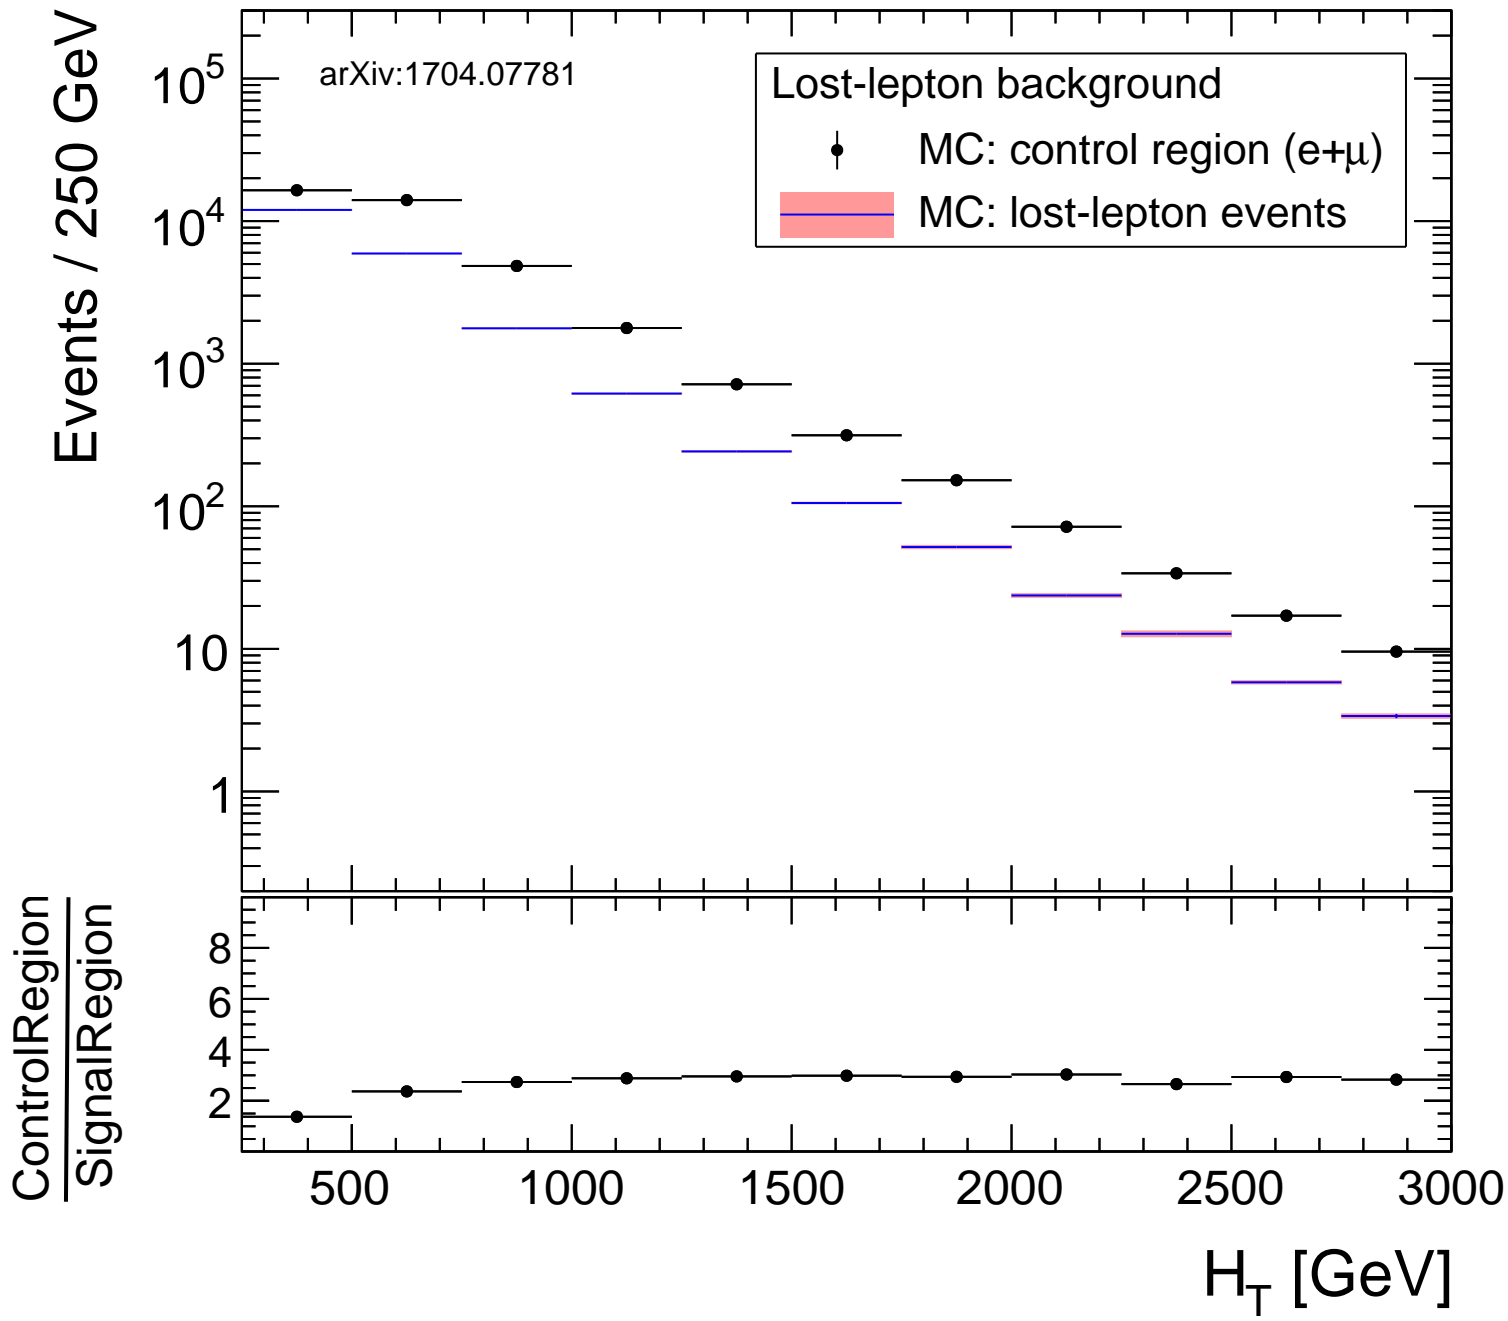 Events / 250 GeV
arXiv:1704.07781
Lost-lepton background
MC: control region (e+μ)
MC: lost-lepton events
10^5
10^4
10^3
10^2
10
1
ControlRegion
SignalRegion
8
6
4
2
500 1000 1500 2000 2500 3000
H_T [GeV]